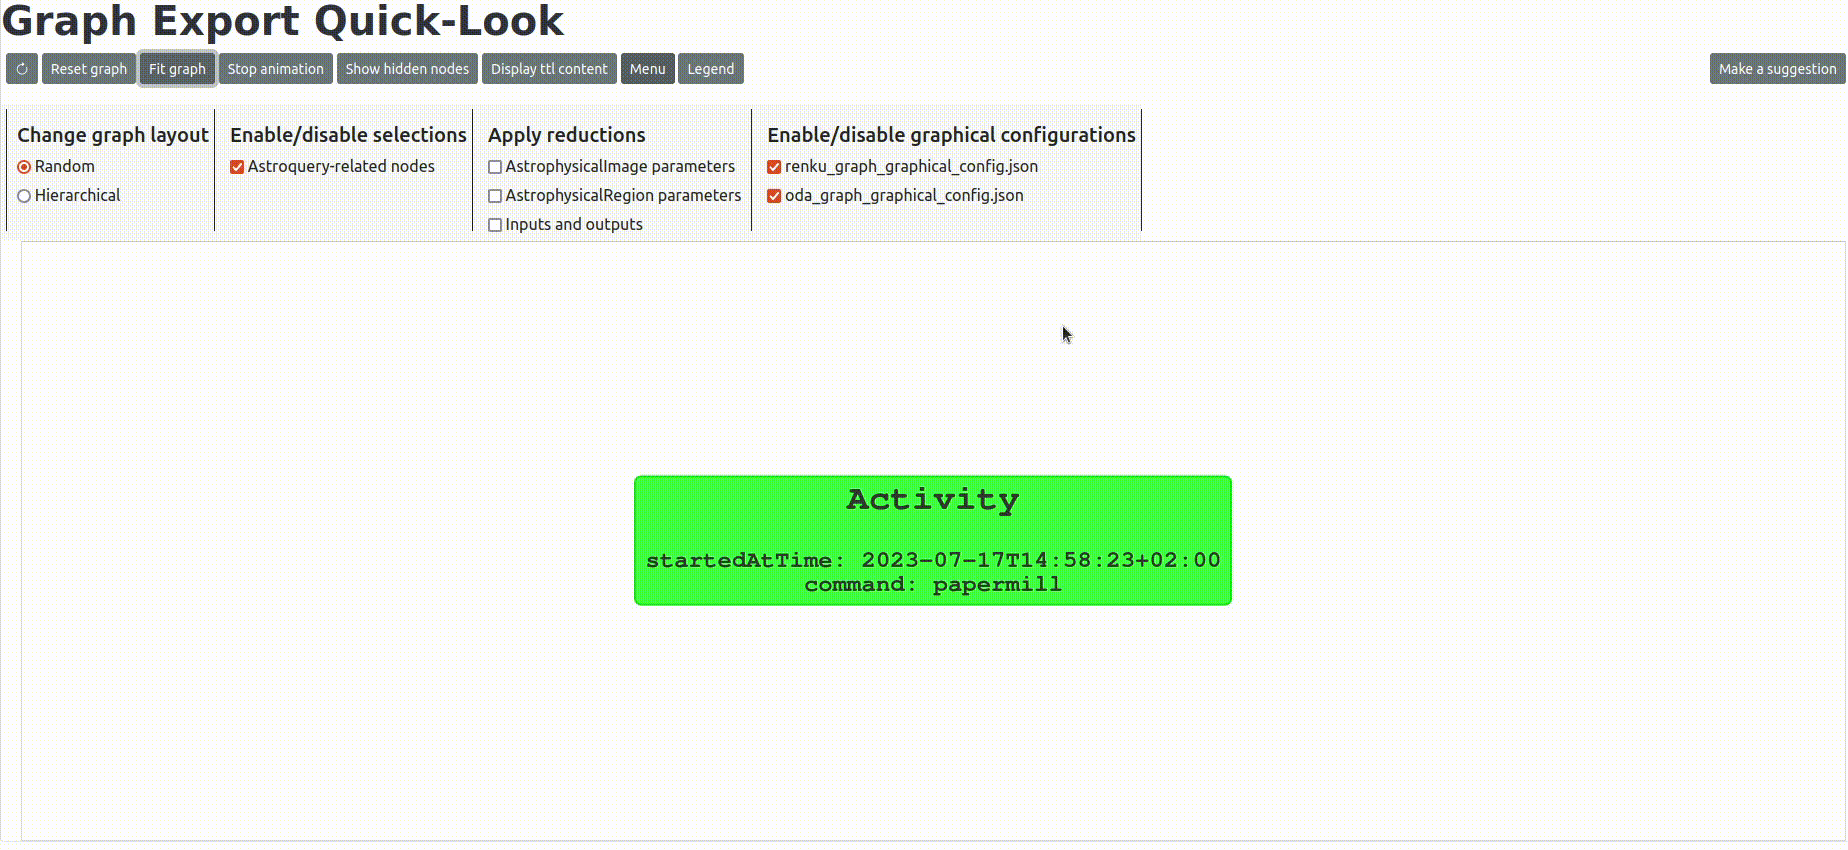 Graph Export Quick-Look
Reset graph Fit graph Stop animation Show hidden nodes Display ttl content Menu Legend Make a suggestion
Change graph layout
Random
Hierarchical
Enable/disable selections
Astroquery-related nodes
Apply reductions
AstrophysicalImage parameters
AstrophysicalRegion parameters
Inputs and outputs
Enable/disable graphical configurations
renku_graph_graphical_config.json
oda_graph_graphical_config.json
Activity
startedAtTime: 2023-07-17T14:58:23+02:00
command: papermill